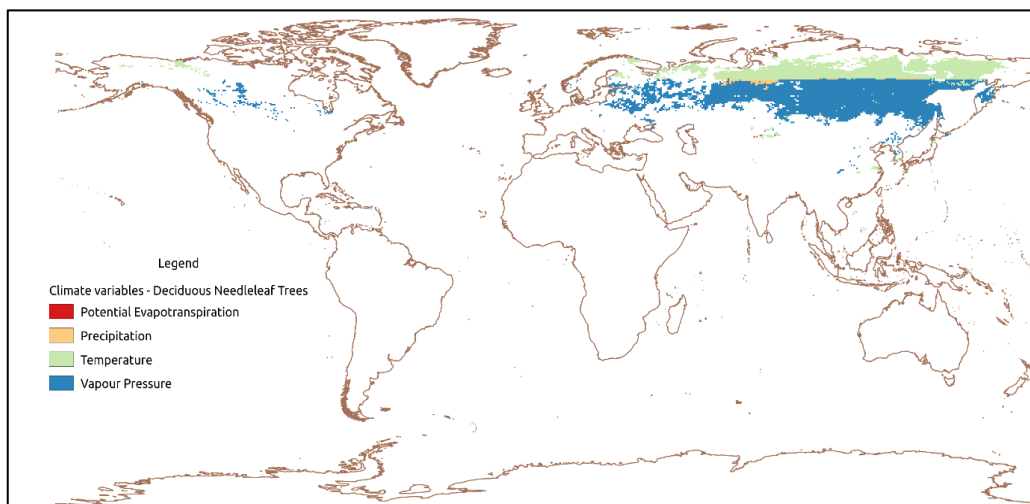 Legend
Climate variables - Deciduous Needleleaf Trees
Potential Evapotranspiration
Precipitation
Temperature
Vapour Pressure